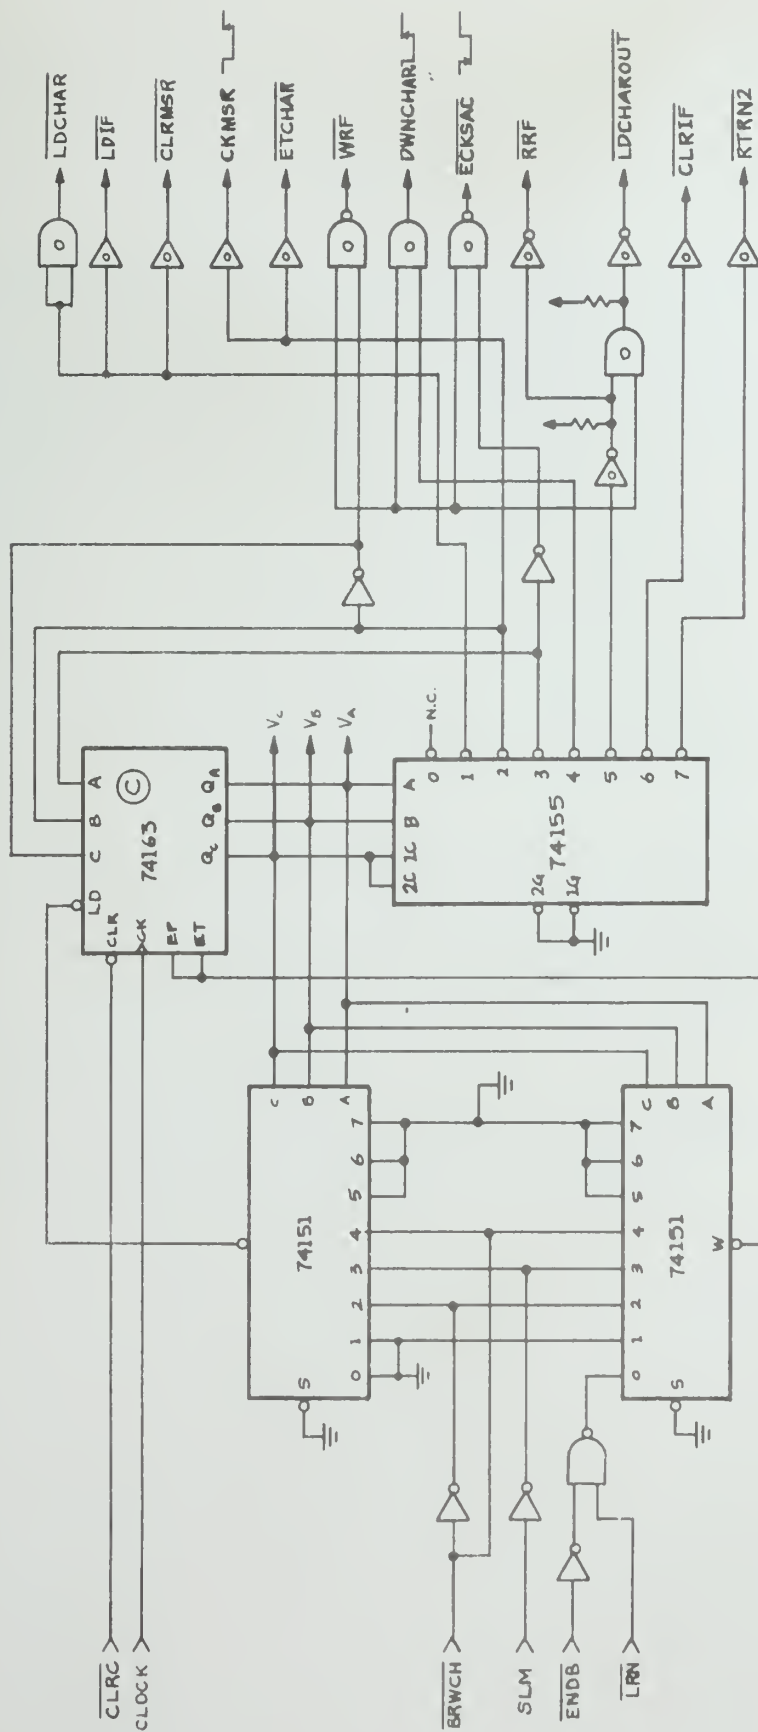 LDCHAR
LDIF
CLRMSR
CKMSR
ETCHAR
WRF
DWNCHAR1
ECKSAC
RRF
LDCHAROUT
CLRIF
RTRN2
A
B
C
LD
CLR
CK
EP
ET
C
74163
QA
QB
QC
VC
VB
VA
N.C.
A
B
1C
2C
74155
2G
1G
0
1
2
3
4
5
6
7
C
B
A
74151
S
0
1
2
3
4
5
6
7
C
B
A
74151
W
S
0
1
2
3
4
5
6
7
CLRC
CLOCK
BRWCH
SLM
ENDB
LRN